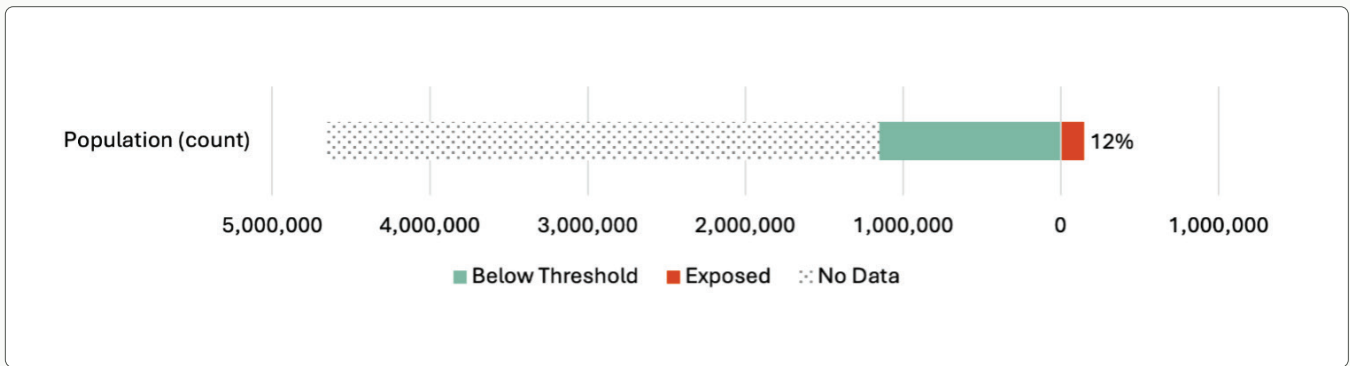 Population (count)
12%
5,000,000 4,000,000 3,000,000 2,000,000 1,000,000 0 1,000,000
Below Threshold Exposed No Data